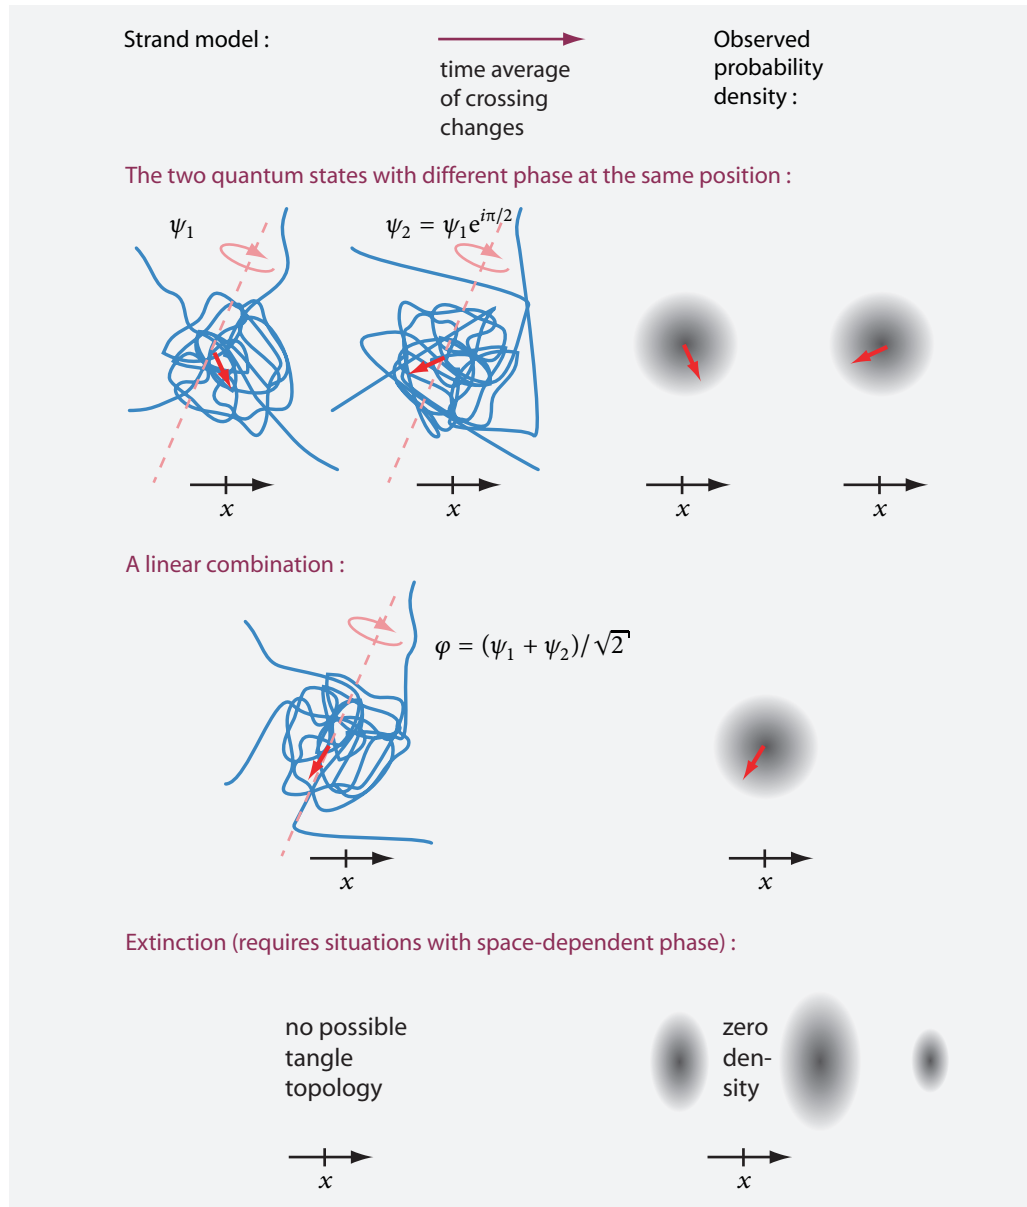 Strand model :
time average
of crossing
changes
Observed
probability
density :
The two quantum states with different phase at the same position :
ψ₁
ψ₂ = ψ₁e^{iπ/2}
x
x
x
x
A linear combination :
φ = (ψ₁ + ψ₂)/√2
x
x
Extinction (requires situations with space-dependent phase) :
no possible
tangle
topology
zero
den-
sity
x
x